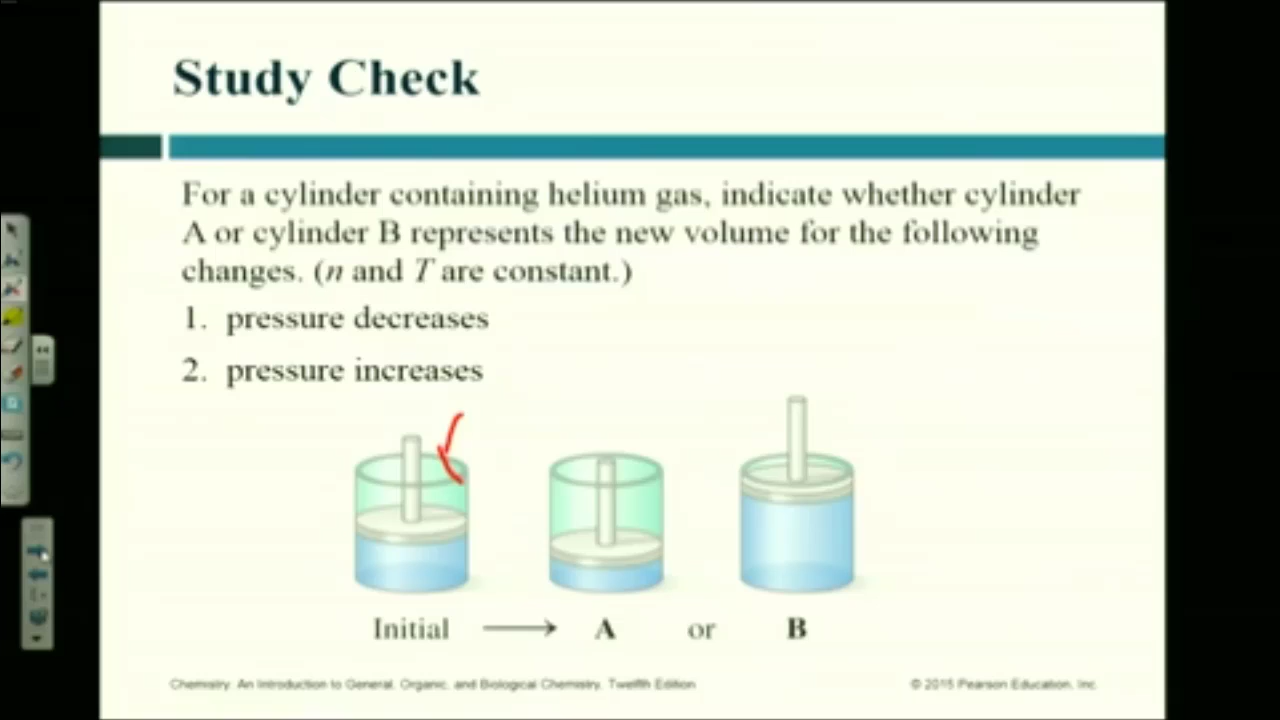 Study Check
For a cylinder containing helium gas, indicate whether cylinder
A or cylinder B represents the new volume for the following
changes. (n and T are constant.)
1. pressure decreases
2. pressure increases
Initial → A or B
Chemistry: An Introduction to General, Organic, and Biological Chemistry, Twelfth Edition
© 2015 Pearson Education, Inc.